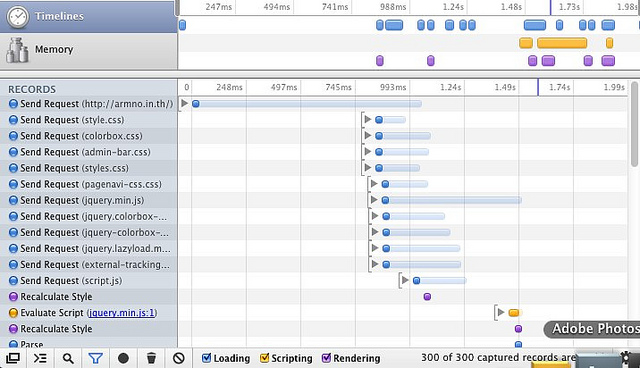 247ms 494ms 741ms 988ms 1.24s 1.48s 1.73s 1.98s
Timelines
Memory
RECORDS
0 248ms 497ms 745ms 993ms 1.24s 1.49s 1.74s 1.99s
Send Request (http://armno.in.th/)
Send Request (style.css)
Send Request (colorbox.css)
Send Request (admin-bar.css)
Send Request (styles.css)
Send Request (pagenavi-css.css)
Send Request (jquery.min.js)
Send Request (jquery.colorbox-...
Send Request (jquery-colorbox-...
Send Request (jquery.lazyload.m...
Send Request (external-tracking...
Send Request (script.js)
Recalculate Style
Evaluate Script (jquery.min.js:1)
Recalculate Style
Adobe Photos
Parse
Loading Scripting Rendering 300 of 300 captured records are